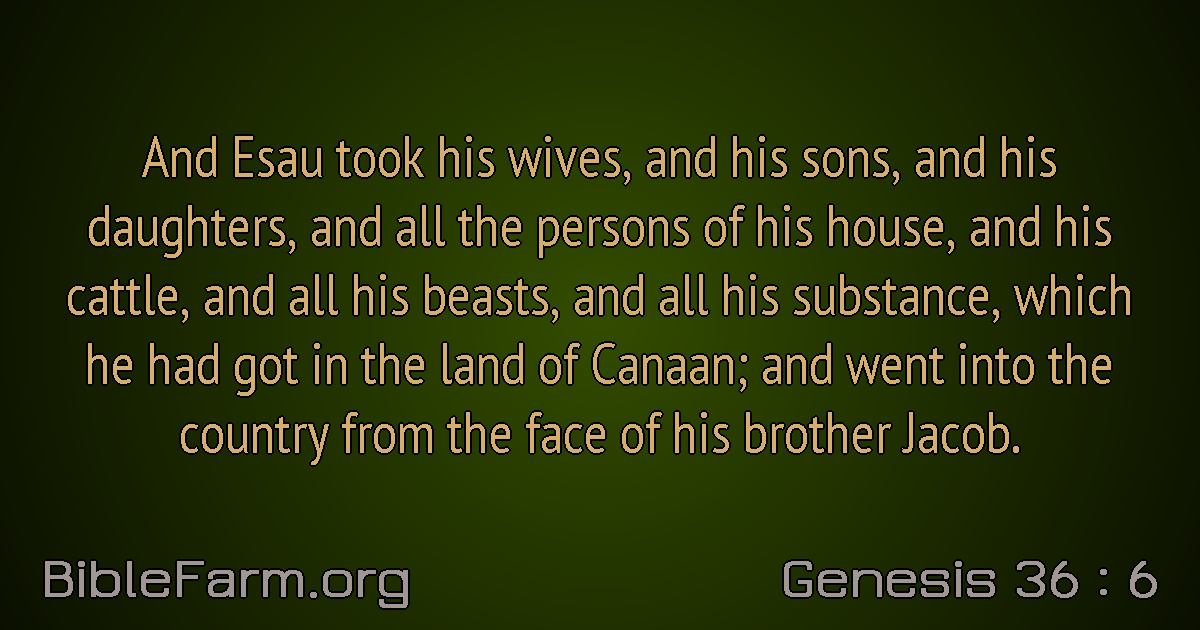 And Esau took his wives, and his sons, and his
daughters, and all the persons of his house, and his
cattle, and all his beasts, and all his substance, which
he had got in the land of Canaan; and went into the
country from the face of his brother Jacob.
BibleFarm.org
Genesis 36 : 6